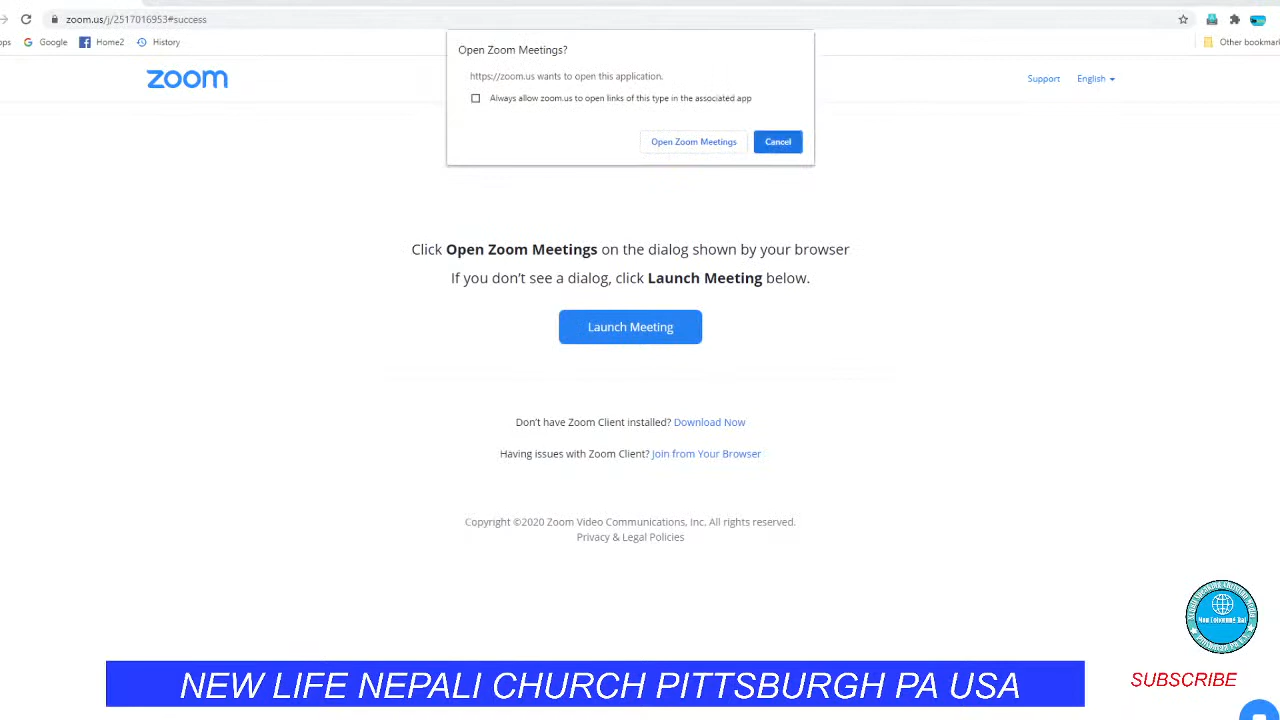 zoom.us/j/2517016953#success
ops Google Home2 History Other bookmar
Open Zoom Meetings?
https://zoom.us wants to open this application.
Always allow zoom.us to open links of this type in the associated app
Open Zoom Meetings Cancel
zoom
Support English
Click Open Zoom Meetings on the dialog shown by your browser
If you don't see a dialog, click Launch Meeting below.
Launch Meeting
Don't have Zoom Client installed? Download Now
Having issues with Zoom Client? Join from Your Browser
Copyright ©2020 Zoom Video Communications, Inc. All rights reserved.
Privacy & Legal Policies
NEW LIFE NEPALI CHURCH PITTSBURGH PA USA
SUBSCRIBE